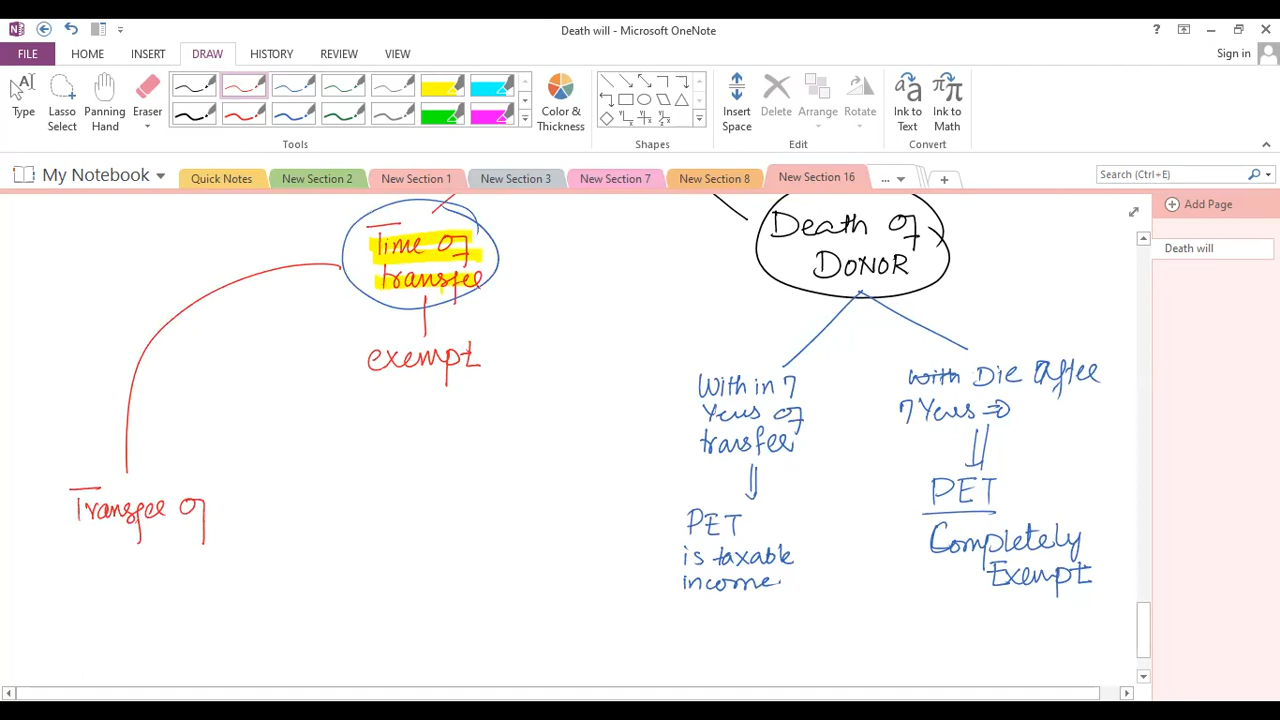 Death will - Microsoft OneNote
Sign in
FILE HOME INSERT DRAW HISTORY REVIEW VIEW
Type
Lasso Select
Panning Hand
Eraser
Color & Thickness
Insert Space
Delete
Arrange
Rotate
Ink to Text
Ink to Math
Tools
Shapes
Edit
Convert
My Notebook
Quick Notes
New Section 2
New Section 1
New Section 3
New Section 7
New Section 8
New Section 16
...
Search (Ctrl+E)
Add Page
Death will
Time of
transfer
exempt
Transfer of
Death of
DONOR
With in 7
Years of
transfer
PET
is taxable
income
with Die After
7 Years
PET
Completely
Exempt